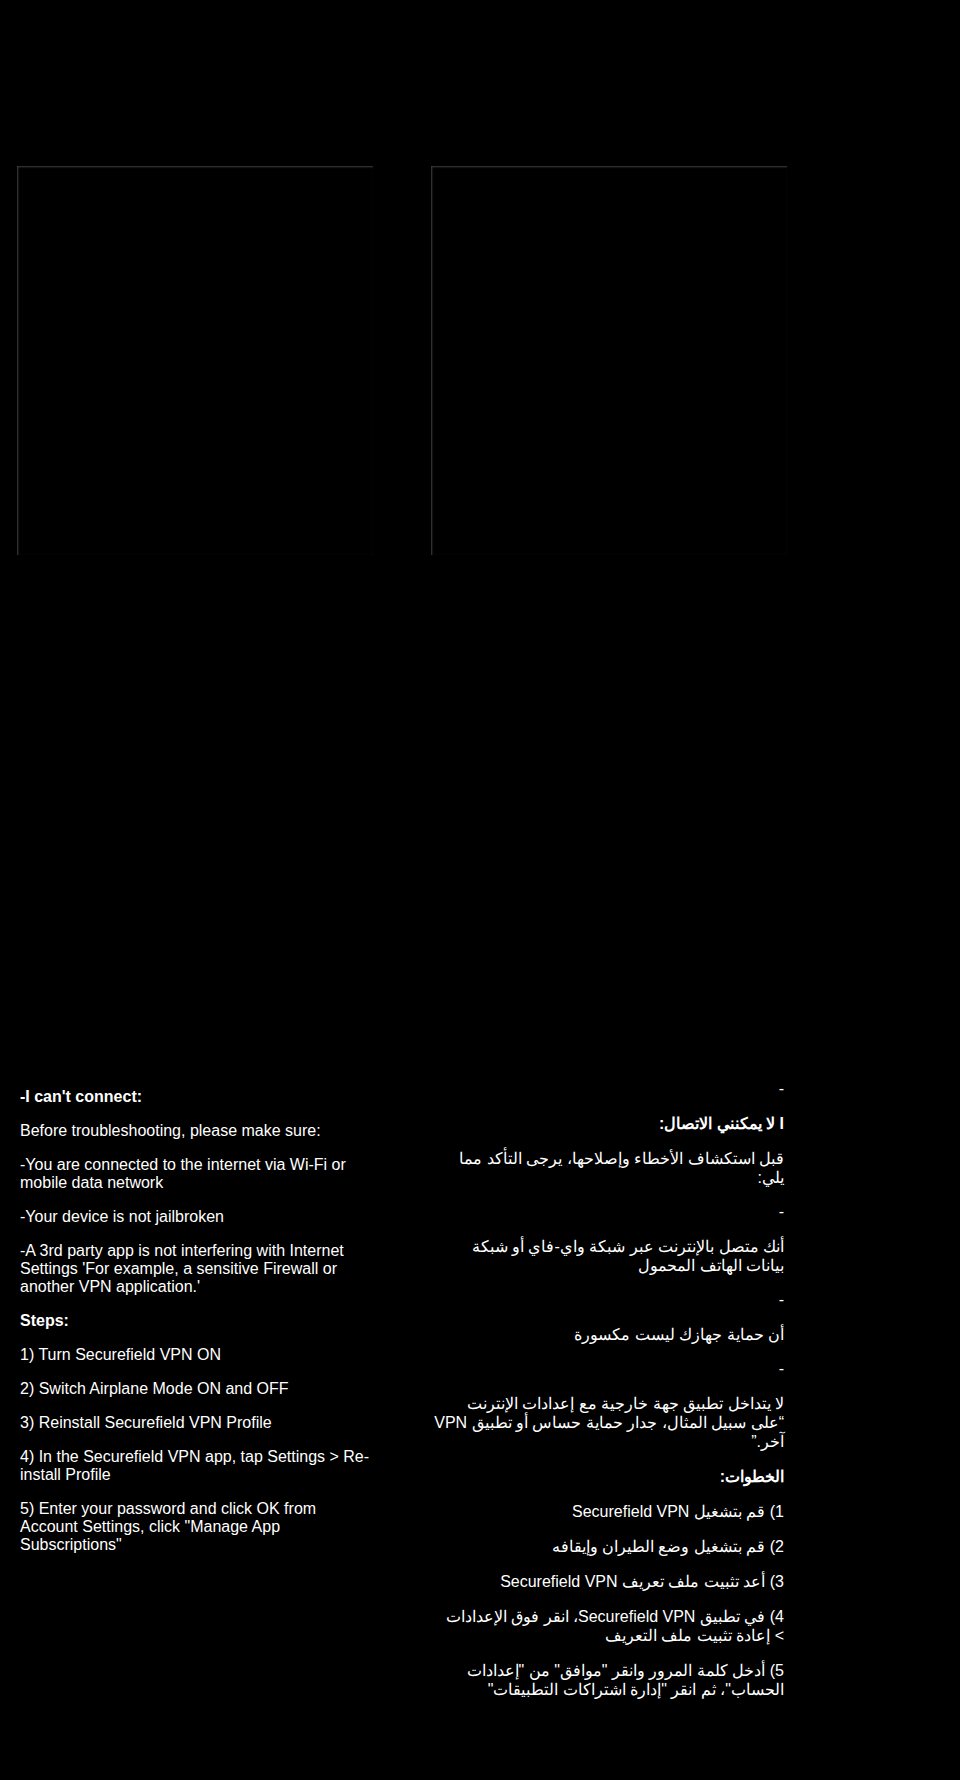 -I can't connect:
Before troubleshooting, please make sure:
-You are connected to the internet via Wi-Fi or
mobile data network
-Your device is not jailbroken
-A 3rd party app is not interfering with Internet
Settings 'For example, a sensitive Firewall or
another VPN application.'
Steps:
1) Turn Securefield VPN ON
2) Switch Airplane Mode ON and OFF
3) Reinstall Securefield VPN Profile
4) In the Securefield VPN app, tap Settings > Re-
install Profile
5) Enter your password and click OK from
Account Settings, click "Manage App
Subscriptions"
-
I لا يمكنني الاتصال:
قبل استكشاف الأخطاء وإصلاحها، يرجى التأكد مما
يلي:
-
أنك متصل بالإنترنت عبر شبكة واي-فاي أو شبكة
بيانات الهاتف المحمول
-
أن حماية جهازك ليست مكسورة
-
لا يتداخل تطبيق جهة خارجية مع إعدادات الإنترنت
“على سبيل المثال، جدار حماية حساس أو تطبيق VPN
آخر.”
الخطوات:
1) قم بتشغيل Securefield VPN
2) قم بتشغيل وضع الطيران وإيقافه
3) أعد تثبيت ملف تعريف Securefield VPN
4) في تطبيق Securefield VPN، انقر فوق الإعدادات
> إعادة تثبيت ملف التعريف
5) أدخل كلمة المرور وانقر "موافق" من "إعدادات
الحساب"، ثم انقر "إدارة اشتراكات التطبيقات"